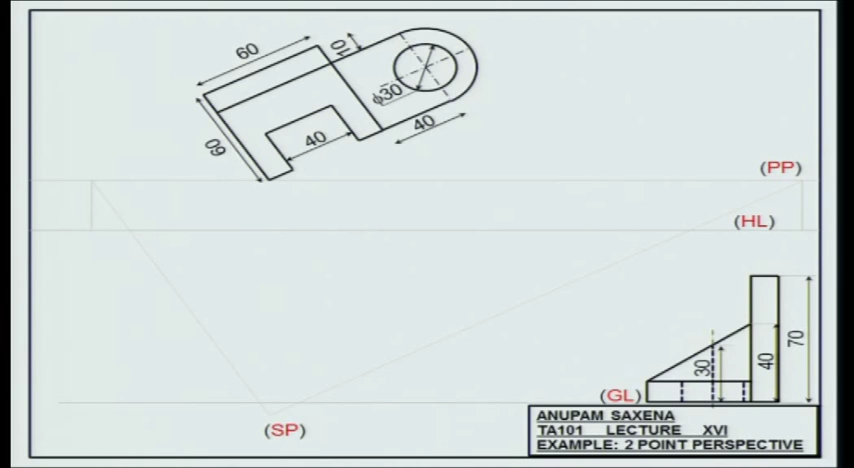 60
10
ϕ30
60
40
40
(PP)
(HL)
70
40
30
(GL)
(SP)
ANUPAM SAXENA
TA101 LECTURE XVI
EXAMPLE: 2 POINT PERSPECTIVE